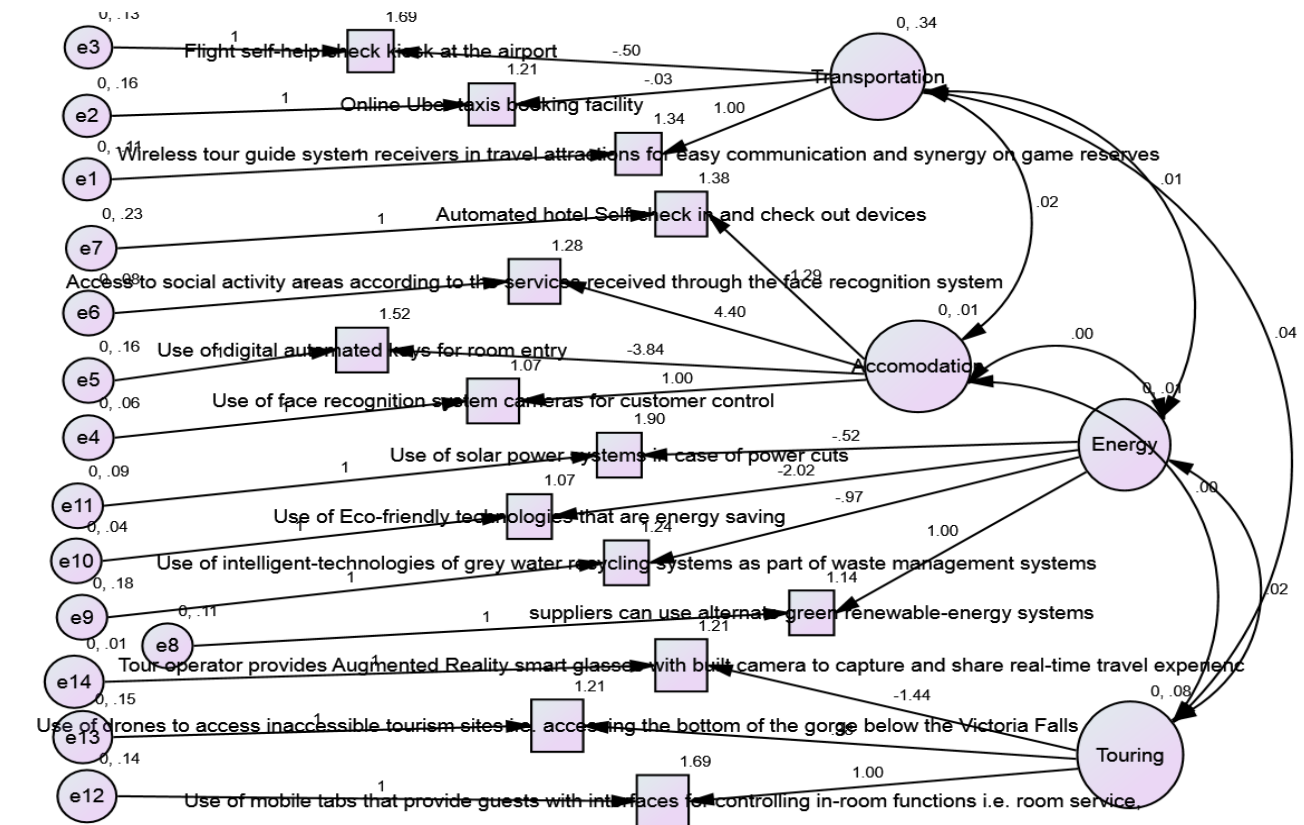 0, .13
1.69
0, .34
e3
1
Flight self-help check kiosk at the airport
-.50
Transportation
0, .16
1.21
-.03
e2
1
Online Uber taxis booking facility
1.00
0, .11
1.34
Wireless tour guide system receivers in travel attractions for easy communication and synergy on game reserves
e1
1
1.38
.01
0, .23
.02
e7
1
Automated hotel Self check in and check out devices
1.28
0, .08
1.29
Access to social activity areas according to the services received through the face recognition system
e6
1
4.40
0, .01
1.52
.04
.00
0, .16
1
Use of digital automated keys for room entry
-3.84
Accomodation
e5
1.07
1.00
0, .01
0, .06
Use of face recognition system cameras for customer control
e4
1
1.90
-.52
Energy
Use of solar power systems in case of power cuts
0, .09
1
-2.02
e11
1.07
-.97
.00
Use of Eco-friendly technologies that are energy saving
0, .04
1
1.24
1.00
e10
Use of intelligent-technologies of grey water recycling systems as part of waste management systems
0, .18
1
1.14
.02
e9
0, .11
1
suppliers can use alternate green renewable-energy systems
e8
1.21
0, .01
1
Tour operator provides Augmented Reality smart glasses with built camera to capture and share real-time travel experienc
e14
1.21
-1.44
0, .08
0, .15
1
Use of drones to access inaccessible tourism sites i.e. accessing the bottom of the gorge below the Victoria Falls
e13
Touring
0, .14
1.69
1.00
e12
1
Use of mobile tabs that provide guests with interfaces for controlling in-room functions i.e. room service,